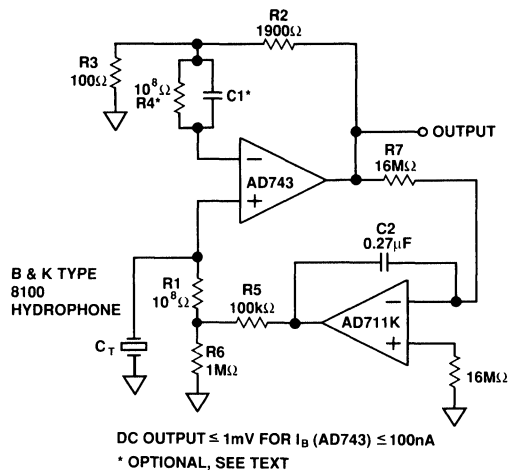 R2
1900Ω
R3
100Ω
10⁸Ω
R4*
C1*
OUTPUT
R7
16MΩ
AD743
−
+
C2
0.27μF
B & K TYPE
8100
HYDROPHONE
R1
10⁸Ω
R5
100kΩ
AD711K
−
+
C_T
R6
1MΩ
16MΩ
DC OUTPUT ≤ 1mV FOR I_B (AD743) ≤ 100nA
* OPTIONAL, SEE TEXT